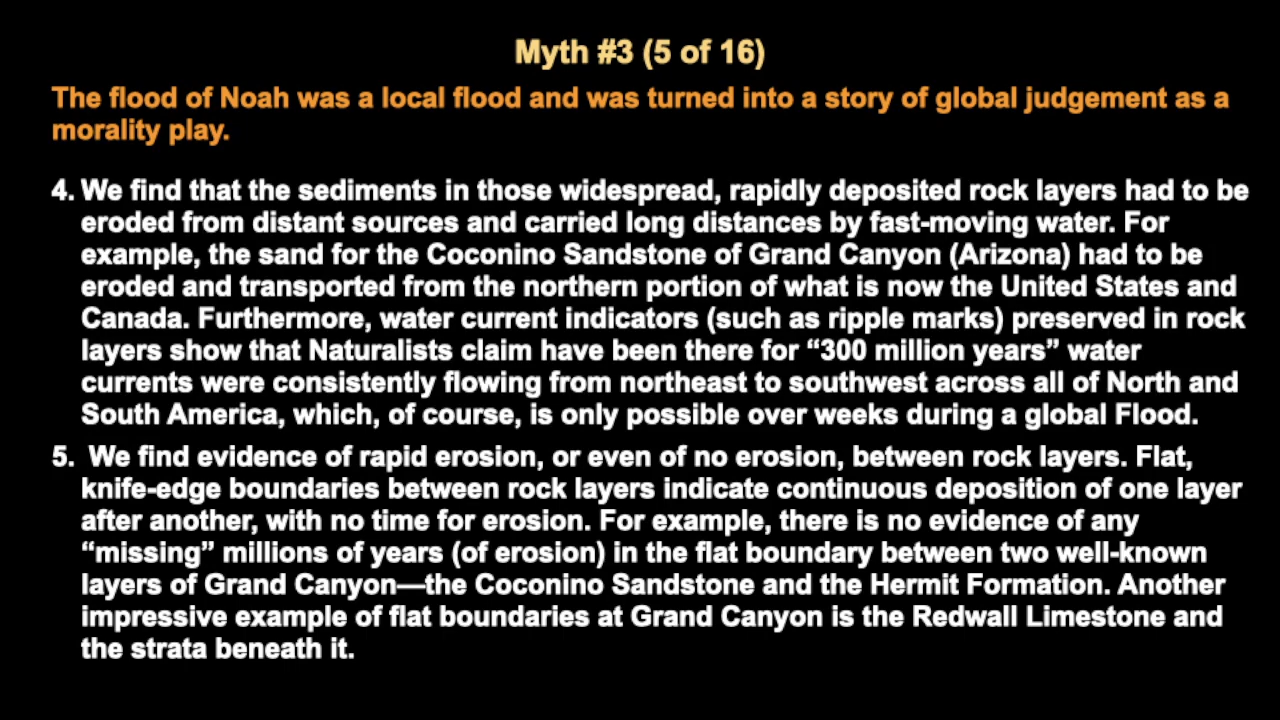 Myth #3 (5 of 16)
The flood of Noah was a local flood and was turned into a story of global judgement as a
morality play.
4. We find that the sediments in those widespread, rapidly deposited rock layers had to be
eroded from distant sources and carried long distances by fast-moving water. For
example, the sand for the Coconino Sandstone of Grand Canyon (Arizona) had to be
eroded and transported from the northern portion of what is now the United States and
Canada. Furthermore, water current indicators (such as ripple marks) preserved in rock
layers show that Naturalists claim have been there for “300 million years” water
currents were consistently flowing from northeast to southwest across all of North and
South America, which, of course, is only possible over weeks during a global Flood.
5. We find evidence of rapid erosion, or even of no erosion, between rock layers. Flat,
knife-edge boundaries between rock layers indicate continuous deposition of one layer
after another, with no time for erosion. For example, there is no evidence of any
“missing” millions of years (of erosion) in the flat boundary between two well-known
layers of Grand Canyon—the Coconino Sandstone and the Hermit Formation. Another
impressive example of flat boundaries at Grand Canyon is the Redwall Limestone and
the strata beneath it.